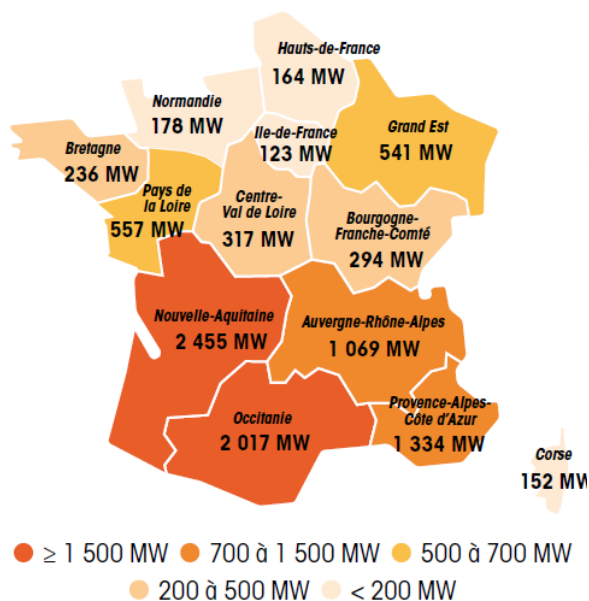 Hauts-de-France
164 MW
Normandie
178 MW
Ile-de-France
123 MW
Grand Est
541 MW
Bretagne
236 MW
Pays de
la Loire
557 MW
Centre-
Val de Loire
317 MW
Bourgogne-
Franche-Comté
294 MW
Nouvelle-Aquitaine
2 455 MW
Auvergne-Rhône-Alpes
1 069 MW
Occitanie
2 017 MW
Provence-Alpes-
Côte d'Azur
1 334 MW
Corse
152 MW
≥ 1 500 MW 700 à 1 500 MW 500 à 700 MW
200 à 500 MW < 200 MW